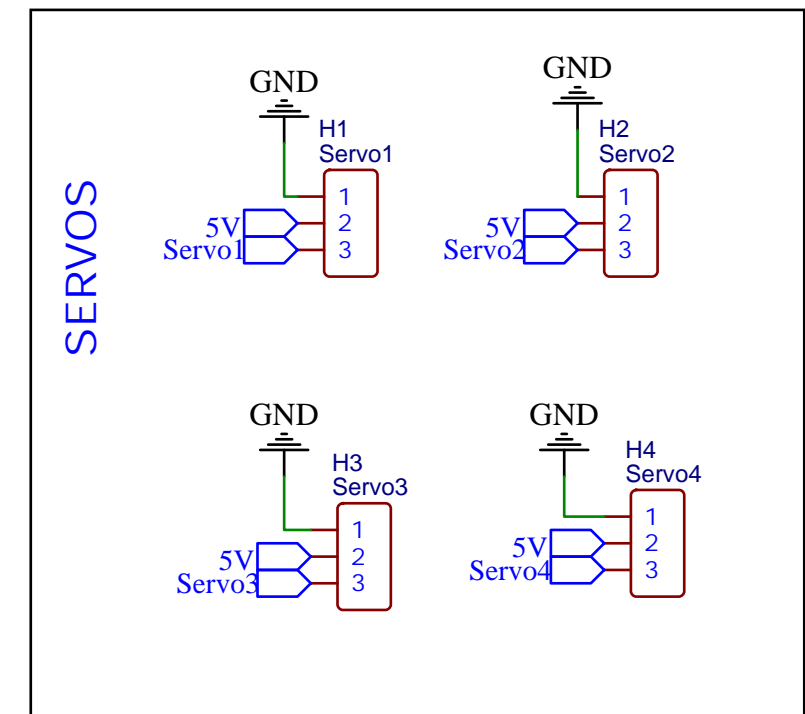 SERVOS
GND
H1
Servo1
1
5V 2
Servo1 3
GND
H2
Servo2
1
5V 2
Servo2 3
GND
H3
Servo3
1
5V 2
Servo3 3
GND
H4
Servo4
1
5V 2
Servo4 3